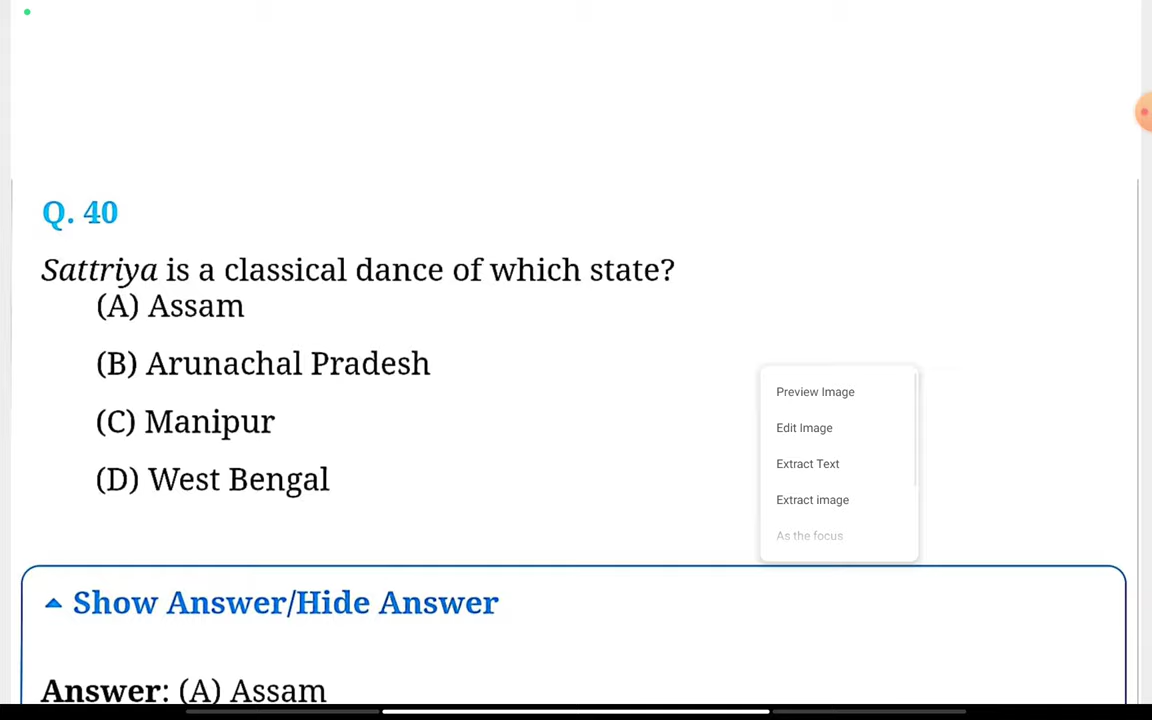 Q. 40
Sattriya is a classical dance of which state?
(A) Assam
(B) Arunachal Pradesh
(C) Manipur
(D) West Bengal
Preview Image
Edit Image
Extract Text
Extract image
As the focus
Show Answer/Hide Answer
Answer: (A) Assam